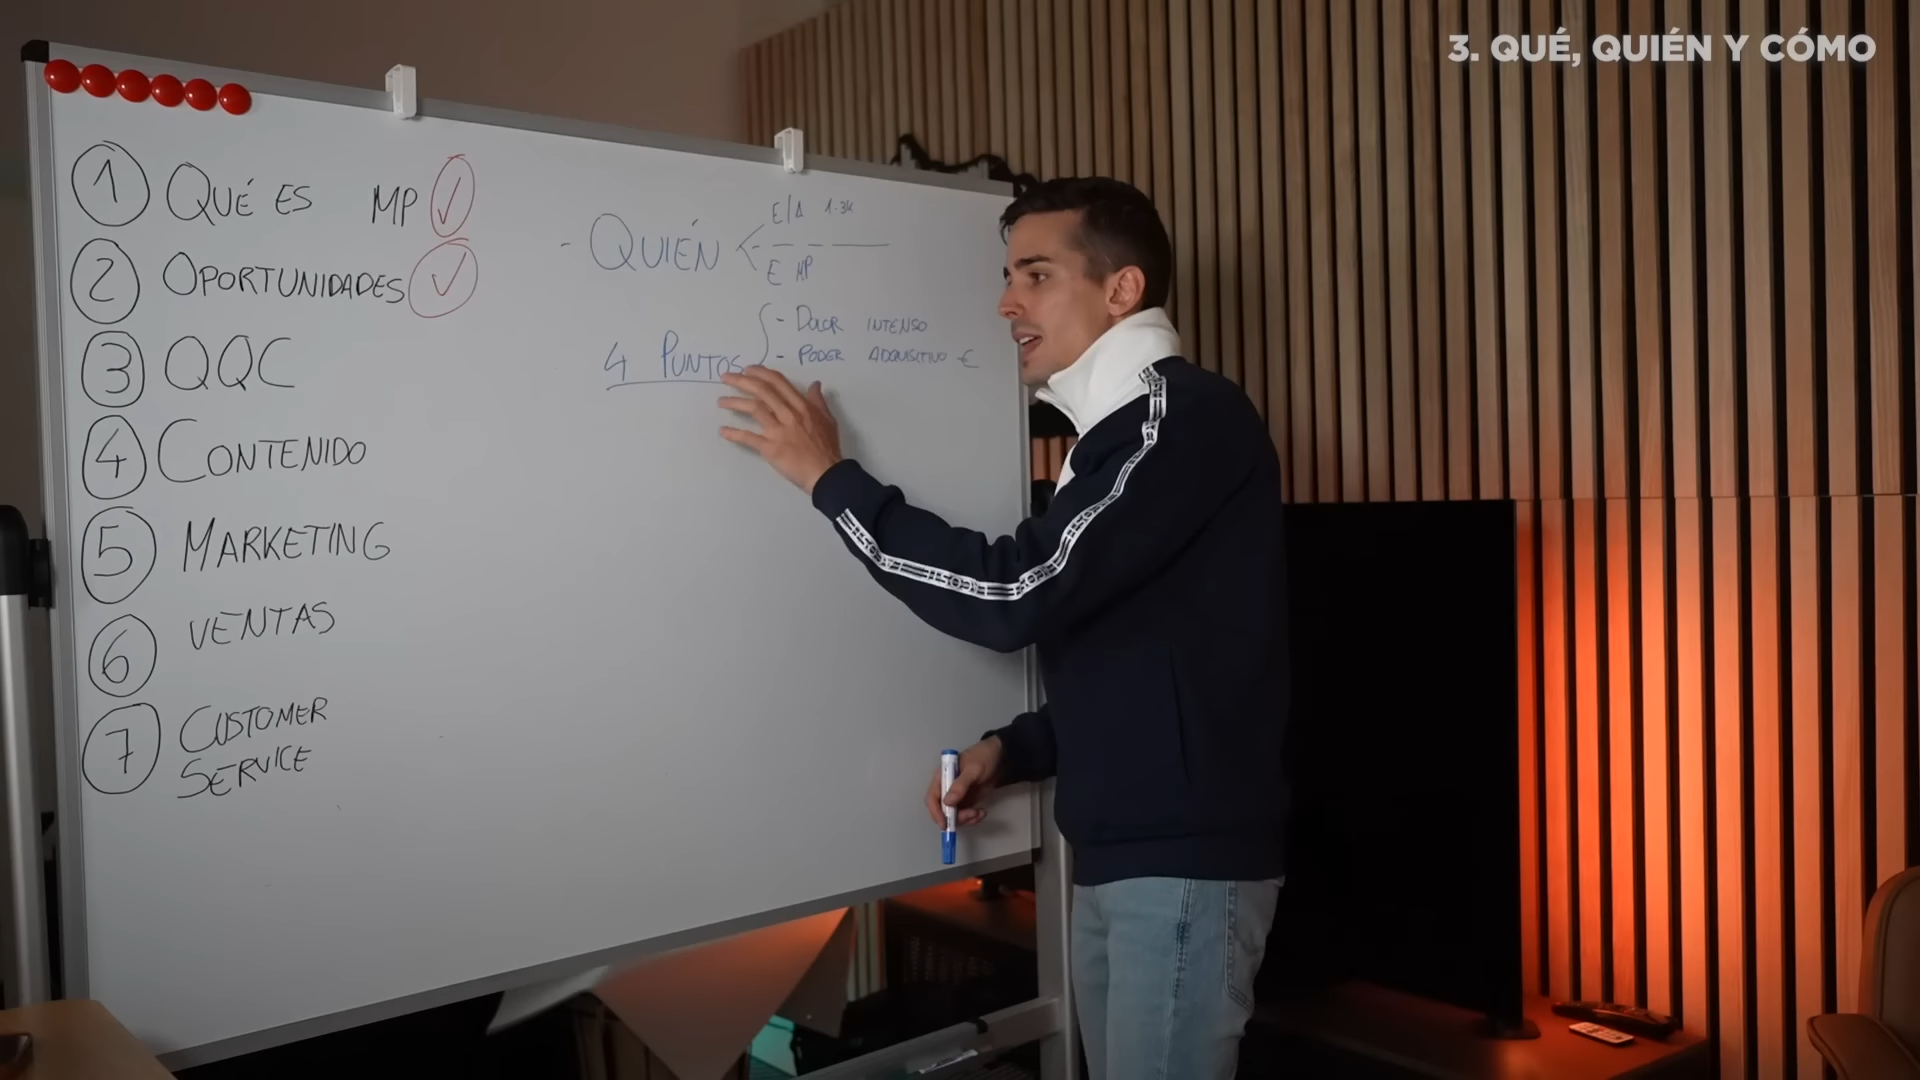 3. QUÉ, QUIÉN Y CÓMO
1 QUÉ ES MP
2 OPORTUNIDADES
3 QQC
4 CONTENIDO
5 MARKETING
6 VENTAS
7 CUSTOMER
SERVICE
- QUIÉN
E/A 1.3K
E MP
4 PUNTOS
- DOLOR INTENSO
- PODER ADQUISITIVO €